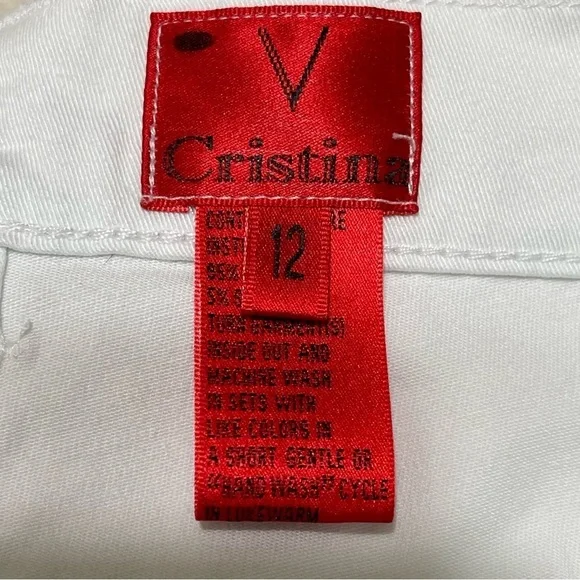 V
Cristina
12
TURN GARMENT(S)
INSIDE OUT AND
MACHINE WASH
IN SETS WITH
LIKE COLORS IN
A SHORT GENTLE OR
"HAND WASH" CYCLE
IN LUKEWARM